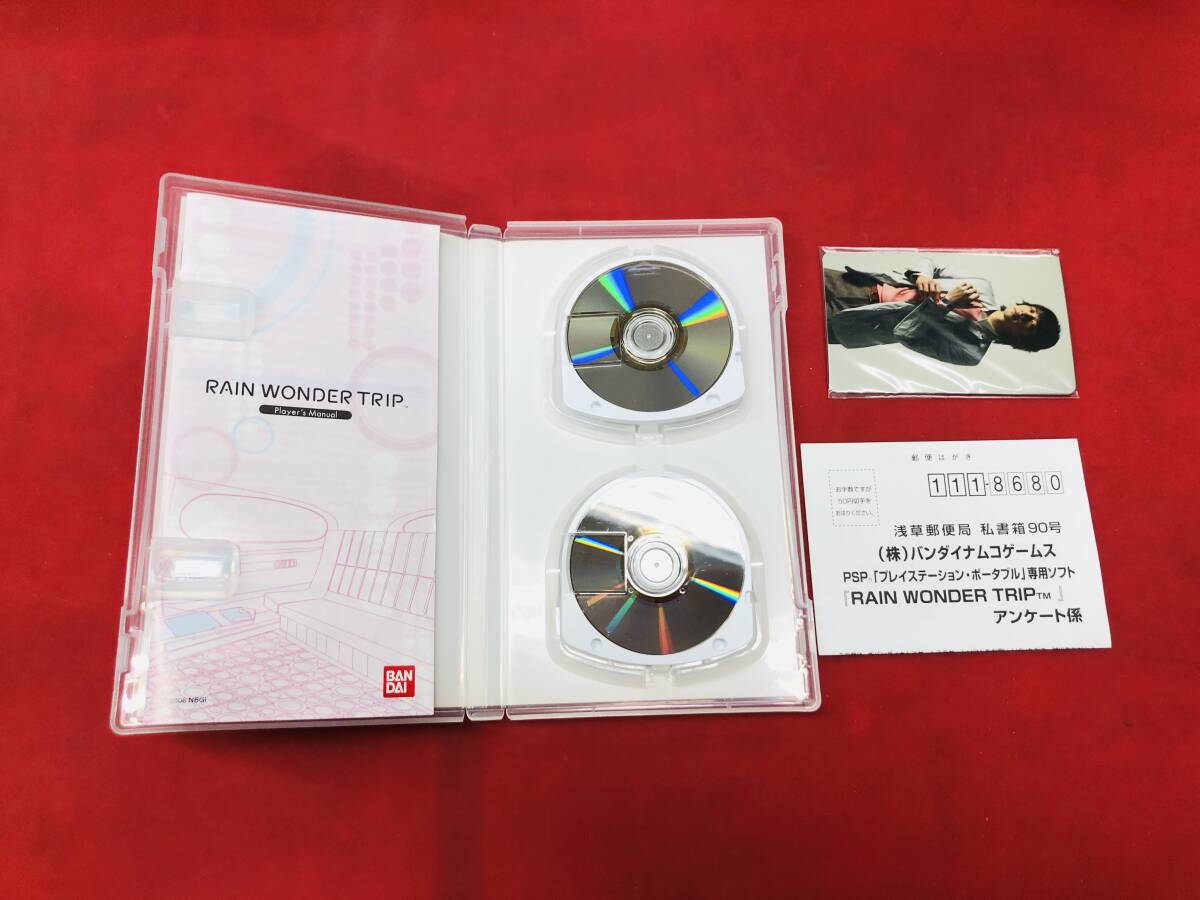 RAIN WONDER TRIP™
Player's Manual
BAN
DAI
郵便はがき
お手数ですが
50円切手を
お貼りください。
111-8680
浅草郵便局 私書箱90号
(株)バンダイナムコゲームス
PSP®「プレイステーション・ポータブル」専用ソフト
『RAIN WONDER TRIP™』
アンケート係